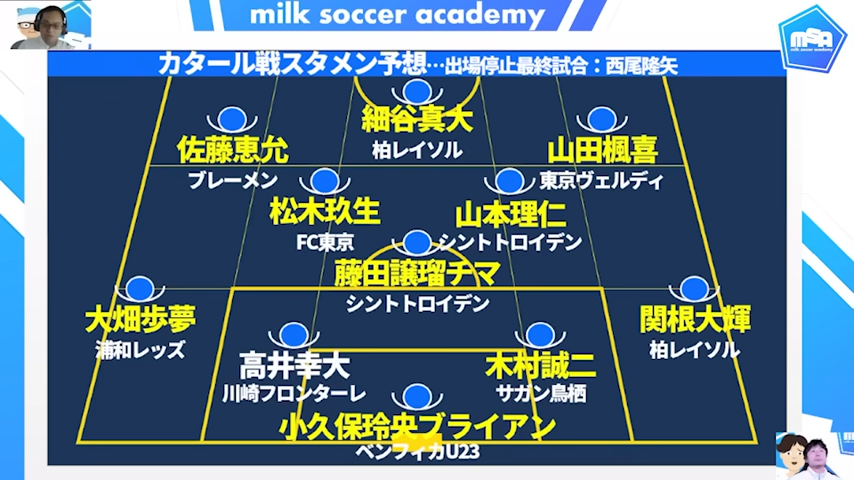 milk soccer academy
MSA
milk soccer academy
カタール戦スタメン予想…出場停止最終試合：西尾隆矢
細谷真大
柏レイソル
佐藤恵允
ブレーメン
山田楓喜
東京ヴェルディ
松木玖生
FC東京
山本理仁
シントトロイデン
藤田譲瑠チマ
シントトロイデン
大畑歩夢
浦和レッズ
関根大輝
柏レイソル
高井幸大
川崎フロンターレ
木村誠二
サガン鳥栖
小久保玲央ブライアン
ベンフィカU23